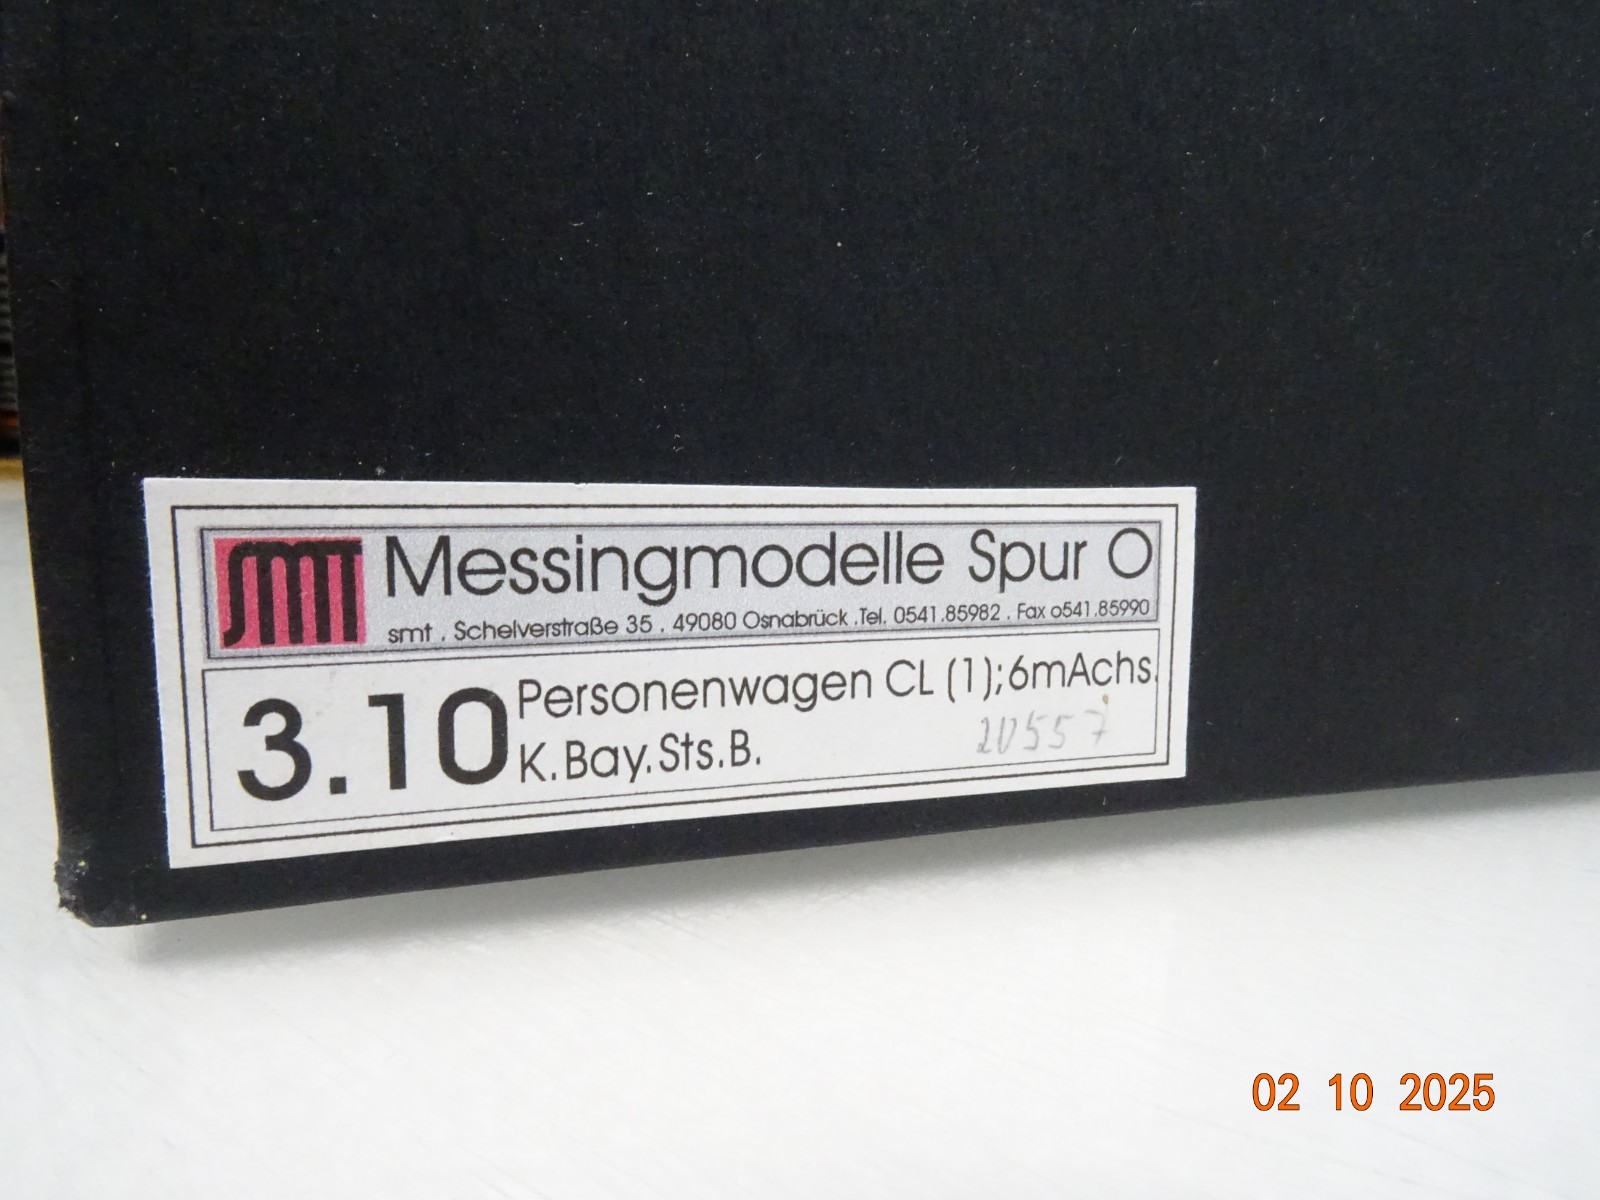 smt
Messingmodelle Spur O
smt . Schelverstraße 35 . 49080 Osnabrück .Tel. 0541.85982 . Fax o541.85990
3.10
Personenwagen CL (1);6mAchs.
K.Bay.Sts.B.
20557
02 10 2025